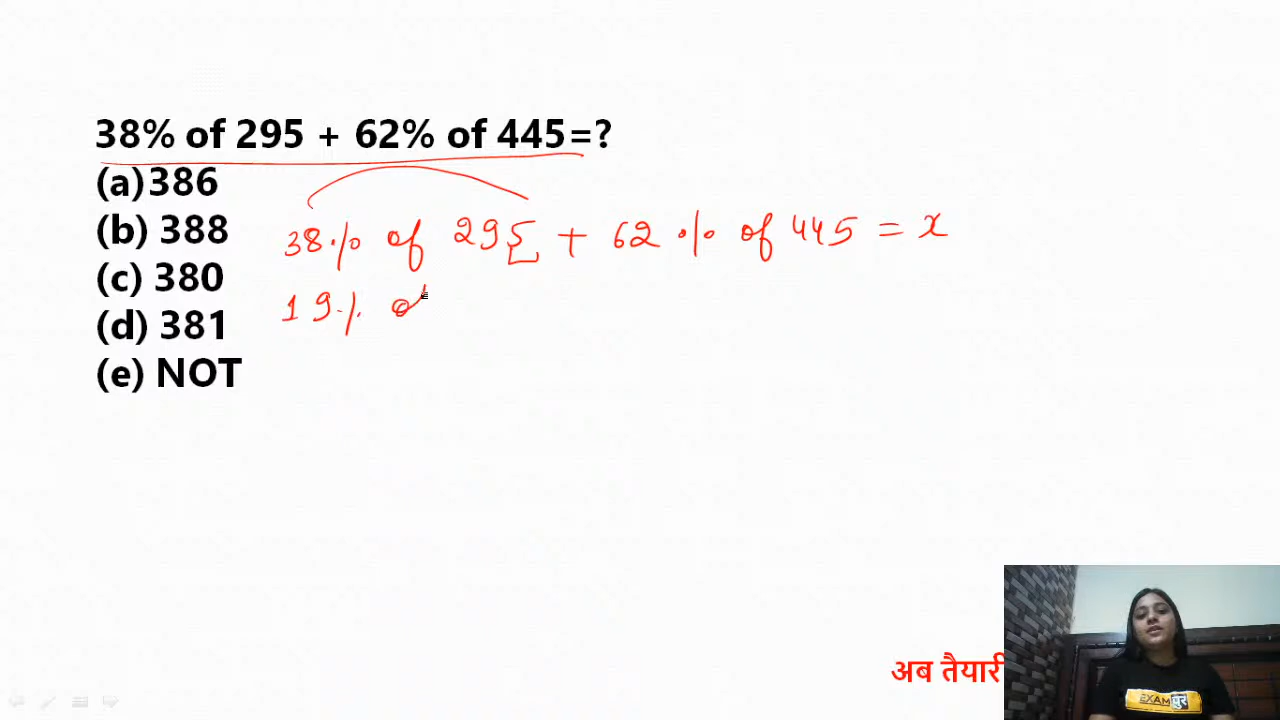 38% of 295 + 62% of 445=?
(a)386
(b) 388
38% of 295 + 62% of 445 = x
(c) 380
19% o
(d) 381
(e) NOT
अब तैयारी
EXAM पुर